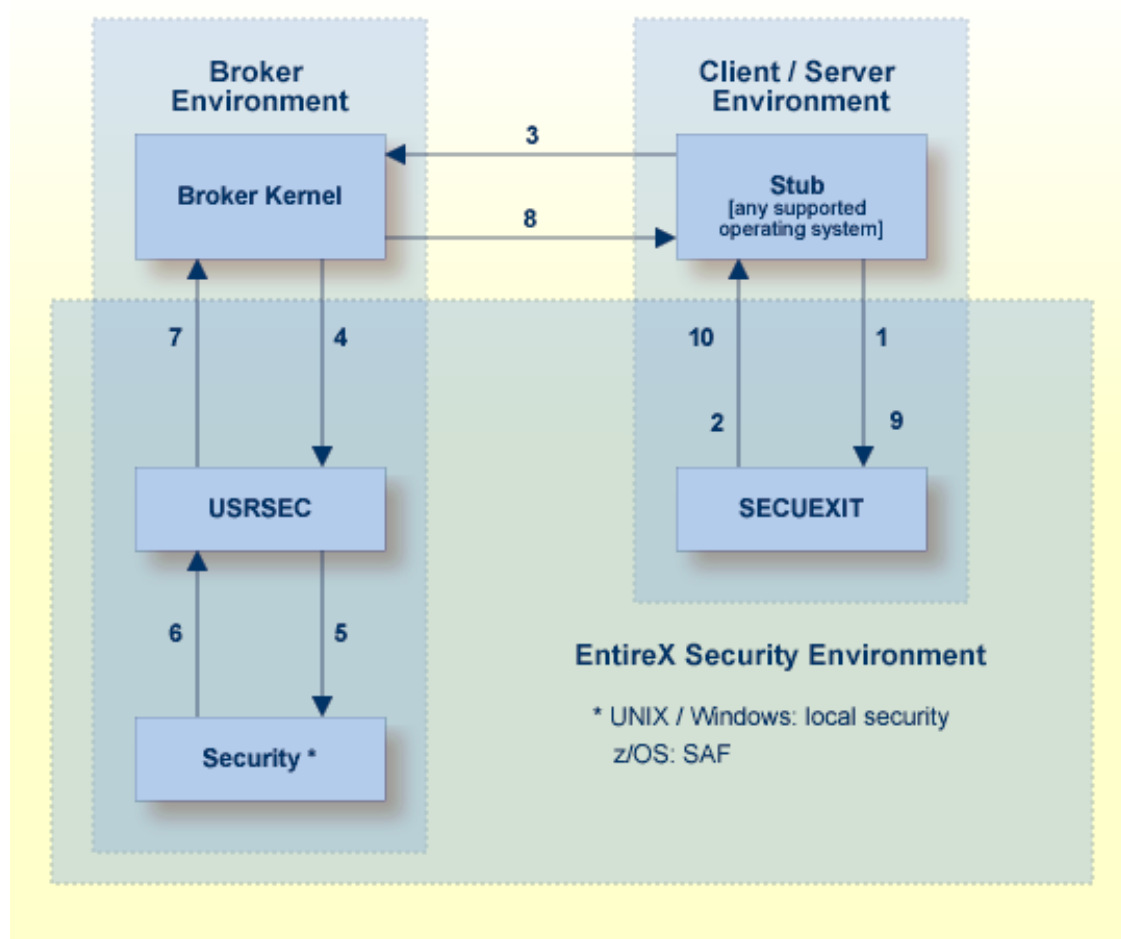 Broker
Environment
Client / Server
Environment
3
Broker Kernel
Stub
[any supported
operating system]
8
7
4
10
1
2
9
USRSEC
SECUEXIT
6
5
EntireX Security Environment
* UNIX / Windows: local security
z/OS: SAF
Security *